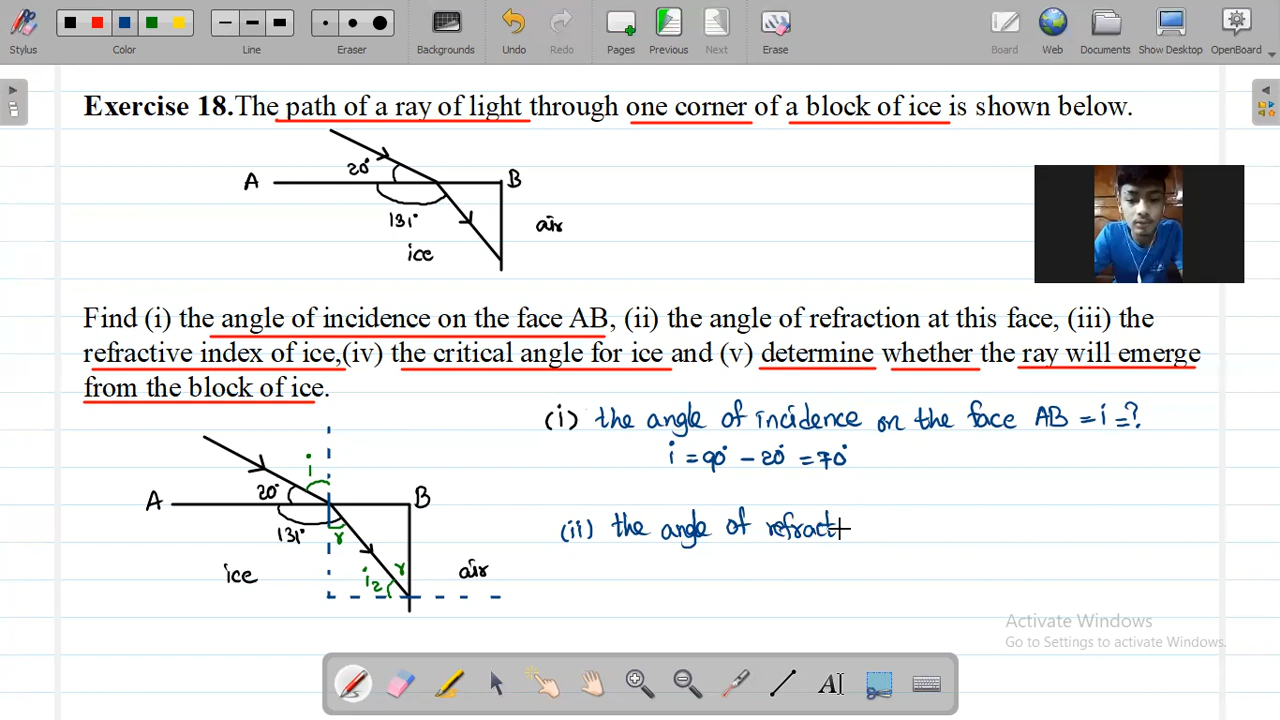 Stylus Color Line Eraser Backgrounds Undo Redo Pages Previous Next Erase Board Web Documents Show Desktop OpenBoard
Exercise 18.The path of a ray of light through one corner of a block of ice is shown below.
20°
A B
131° air
ice
Find (i) the angle of incidence on the face AB, (ii) the angle of refraction at this face, (iii) the
refractive index of ice,(iv) the critical angle for ice and (v) determine whether the ray will emerge
from the block of ice.
(i) the angle of incidence on the face AB = i = ?
i = 90° - 20° = 70°
i
20°
A B
131° r
(ii) the angle of refract
ice i2 r air
Activate Windows
Go to Settings to activate Windows.
AI